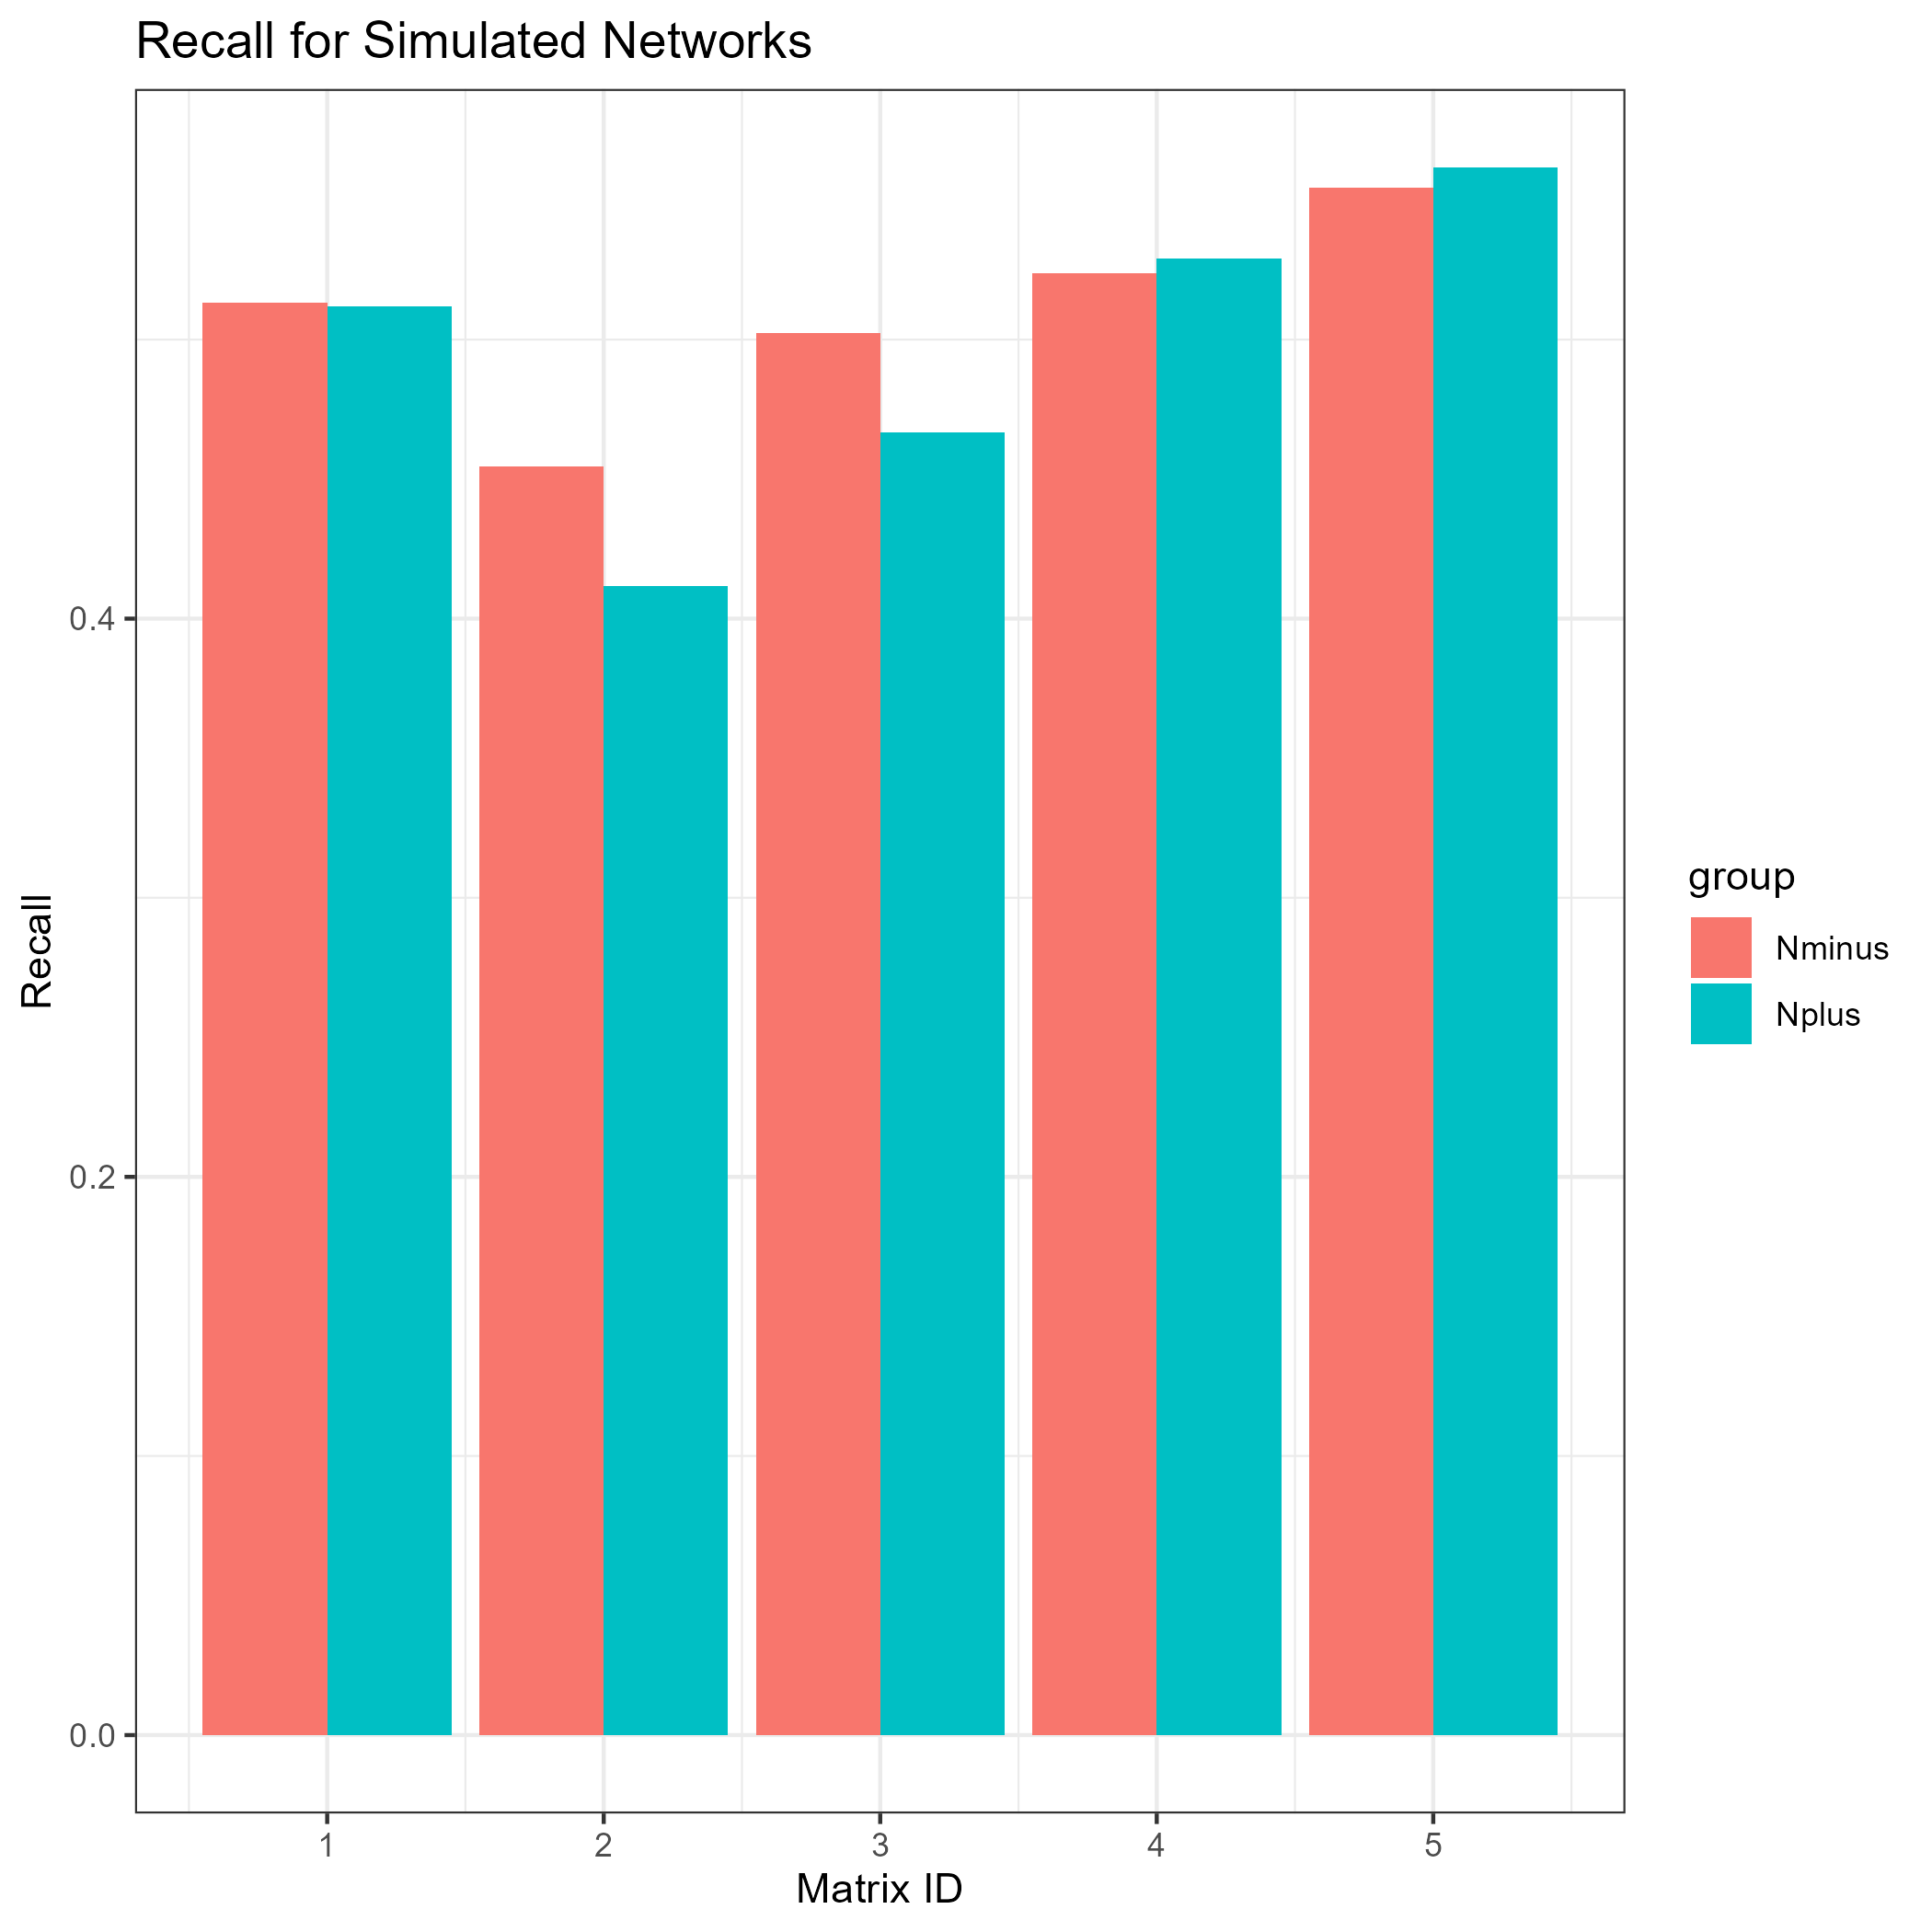 Recall for Simulated Networks
Recall
0.4
0.2
0.0
1 2 3 4 5
Matrix ID
group
Nminus
Nplus